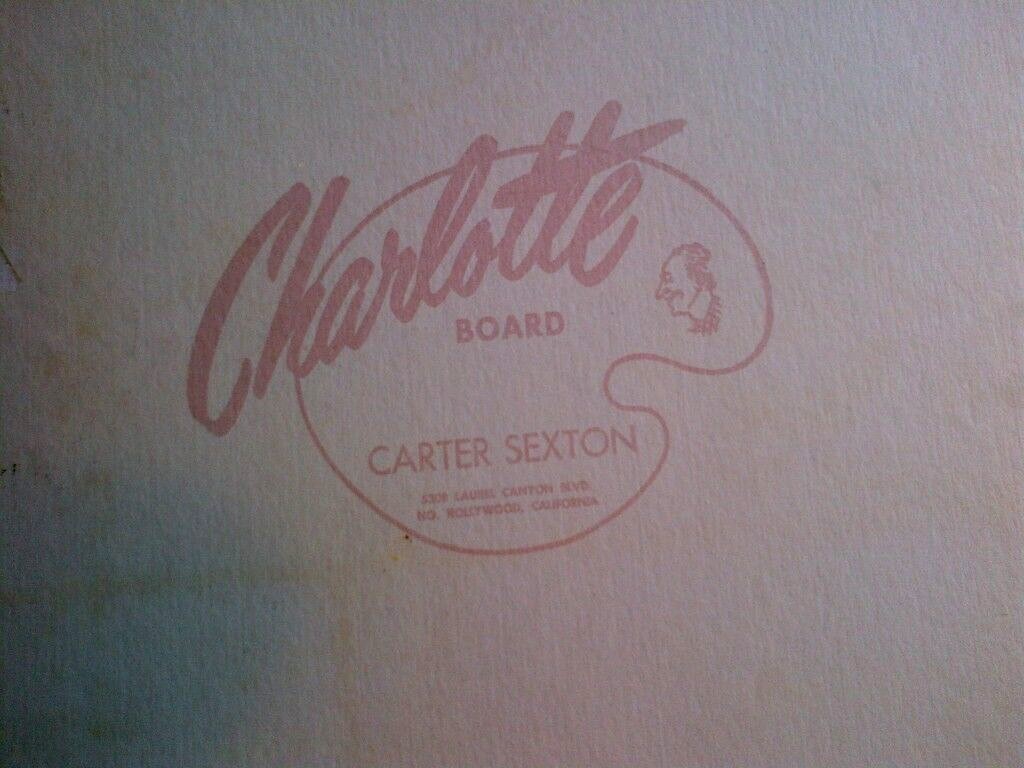 Charlotte
BOARD
CARTER SEXTON
5308 LAUREL CANYON BLVD.
NO. HOLLYWOOD, CALIFORNIA